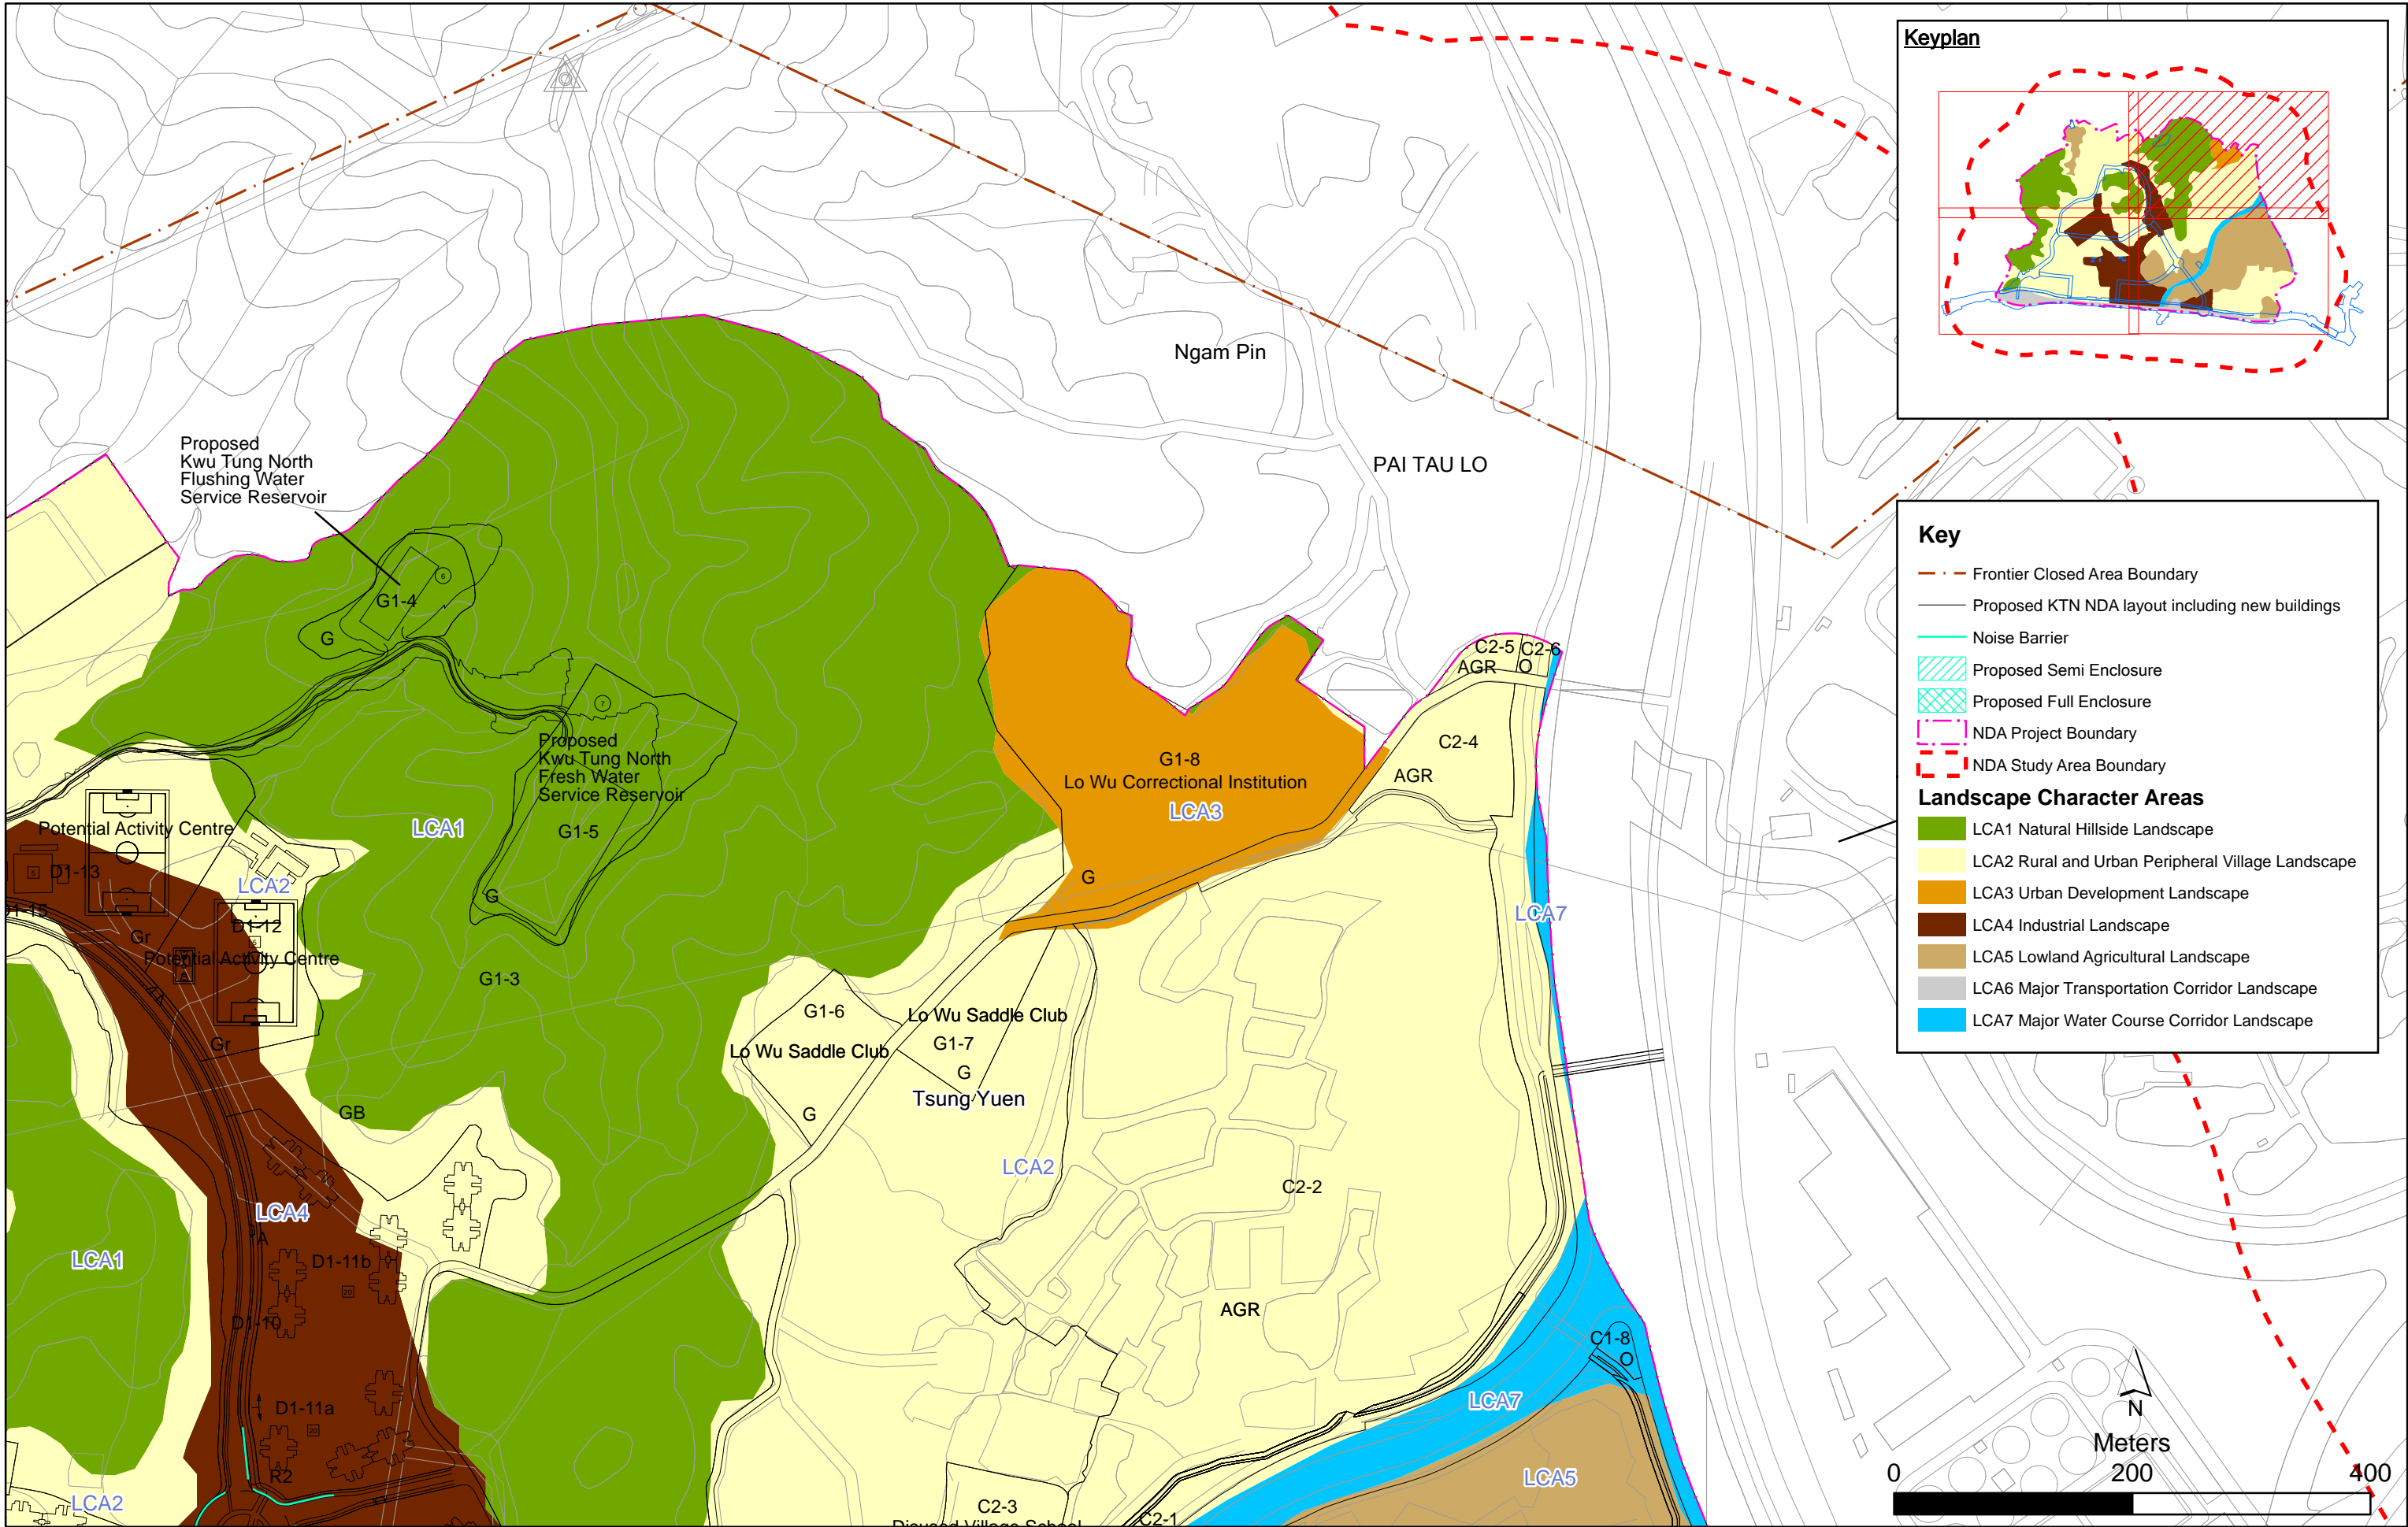 Keyplan
Ngam Pin
PAI TAU LO
Proposed
Kwu Tung North
Flushing Water
Service Reservoir
6
G1-4
G
7
Proposed
Kwu Tung North
Fresh Water
Service Reservoir
G1-5
G
LCA1
C2-5
C2-6
AGR
O
C2-4
AGR
G1-8
Lo Wu Correctional Institution
LCA3
G
Potential Activity Centre
5
D1-13
LCA2
D1-12
Gr
Potential Activity Centre
Gr
G1-3
LCA7
G1-6
Lo Wu Saddle Club
G
Lo Wu Saddle Club
G1-7
G
Tsung Yuen
GB
LCA2
C2-2
LCA4
A
LCA1
D1-11b
20
D1-10
AGR
C1-8
O
D1-11a
20
LCA7
R2
LCA2
LCA5
C2-3
C2-1
Key
Frontier Closed Area Boundary
Proposed KTN NDA layout including new buildings
Noise Barrier
Proposed Semi Enclosure
Proposed Full Enclosure
NDA Project Boundary
NDA Study Area Boundary
Landscape Character Areas
LCA1 Natural Hillside Landscape
LCA2 Rural and Urban Peripheral Village Landscape
LCA3 Urban Development Landscape
LCA4 Industrial Landscape
LCA5 Lowland Agricultural Landscape
LCA6 Major Transportation Corridor Landscape
LCA7 Major Water Course Corridor Landscape
N
Meters
0 200 400